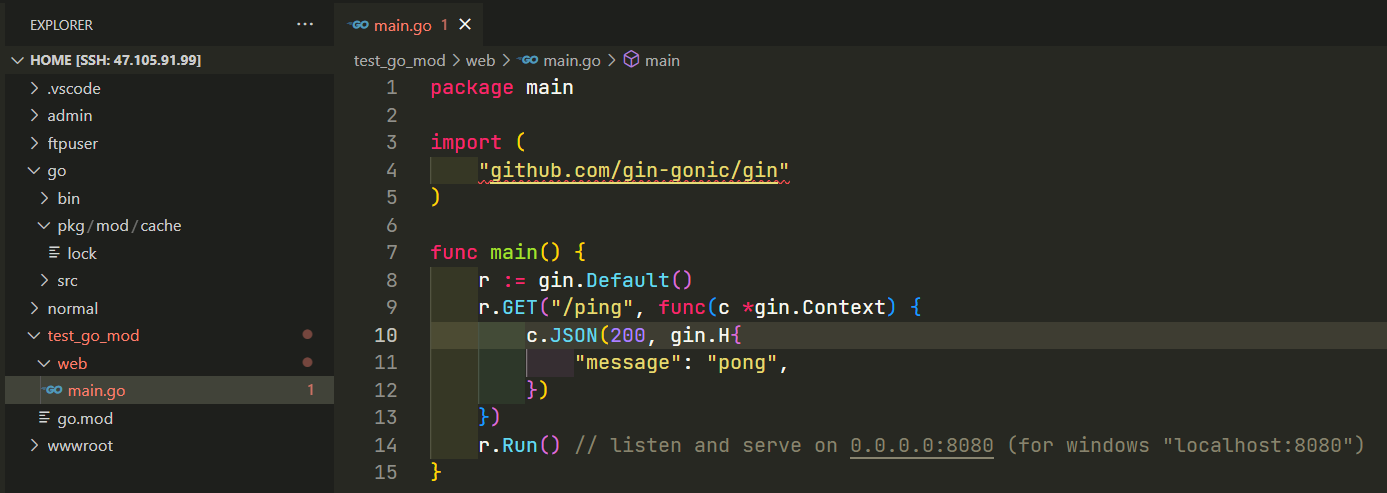 EXPLORER
···
main.go 1 ×
HOME [SSH: 47.105.91.99]
test_go_mod > web > main.go > main
.vscode
admin
ftpuser
go
bin
pkg / mod / cache
lock
src
normal
test_go_mod
web
main.go 1
go.mod
wwwroot
1 package main
2
3 import (
4     "github.com/gin-gonic/gin"
5 )
6
7 func main() {
8     r := gin.Default()
9     r.GET("/ping", func(c *gin.Context) {
10         c.JSON(200, gin.H{
11             "message": "pong",
12         })
13     })
14     r.Run() // listen and serve on 0.0.0.0:8080 (for windows "localhost:8080")
15 }